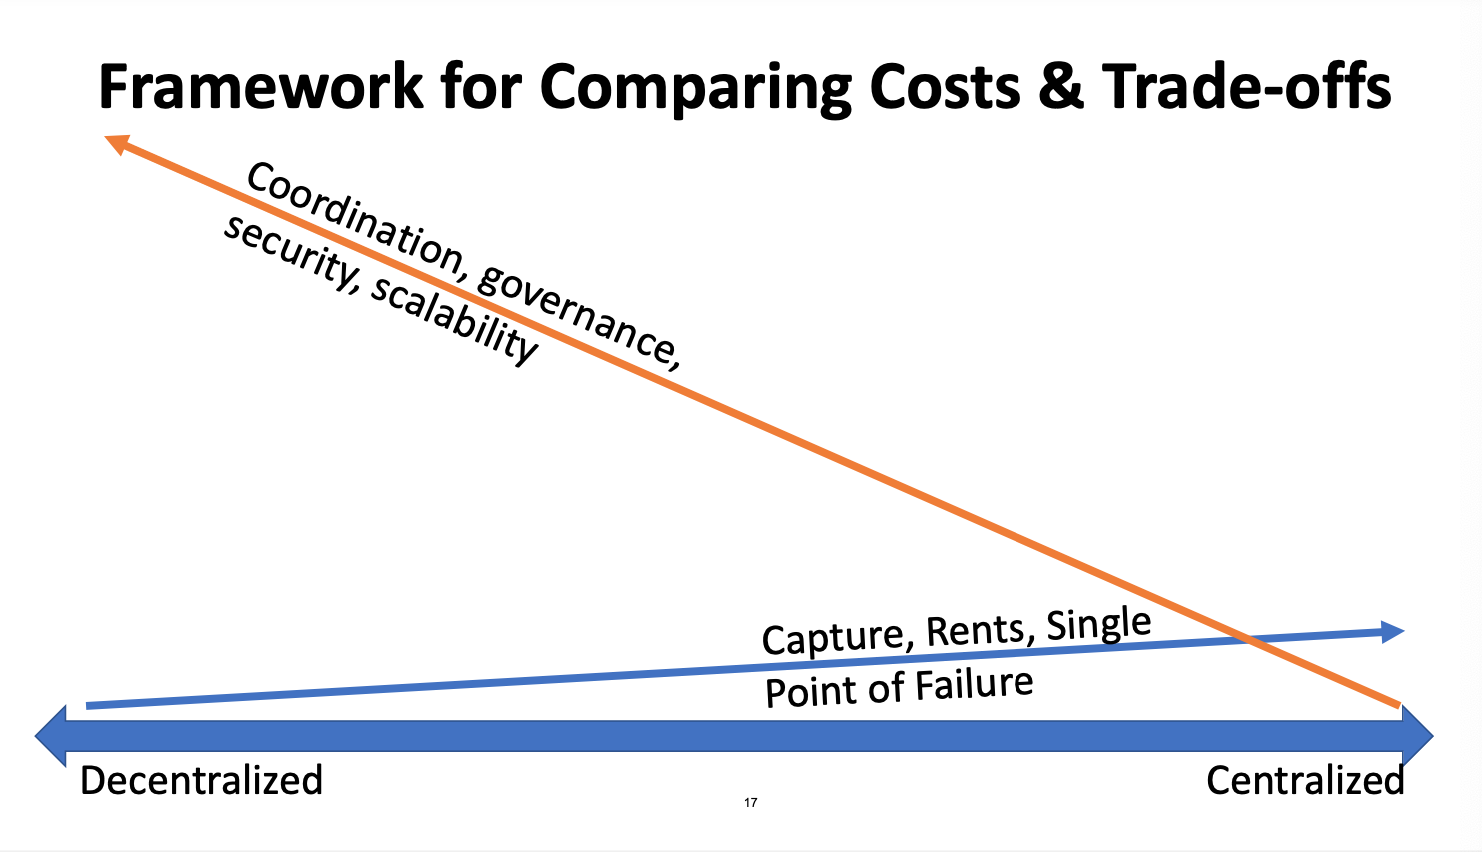 Framework for Comparing Costs & Trade-offs
Coordination, governance,
security, scalability
Capture, Rents, Single
Point of Failure
Decentralized
Centralized
17